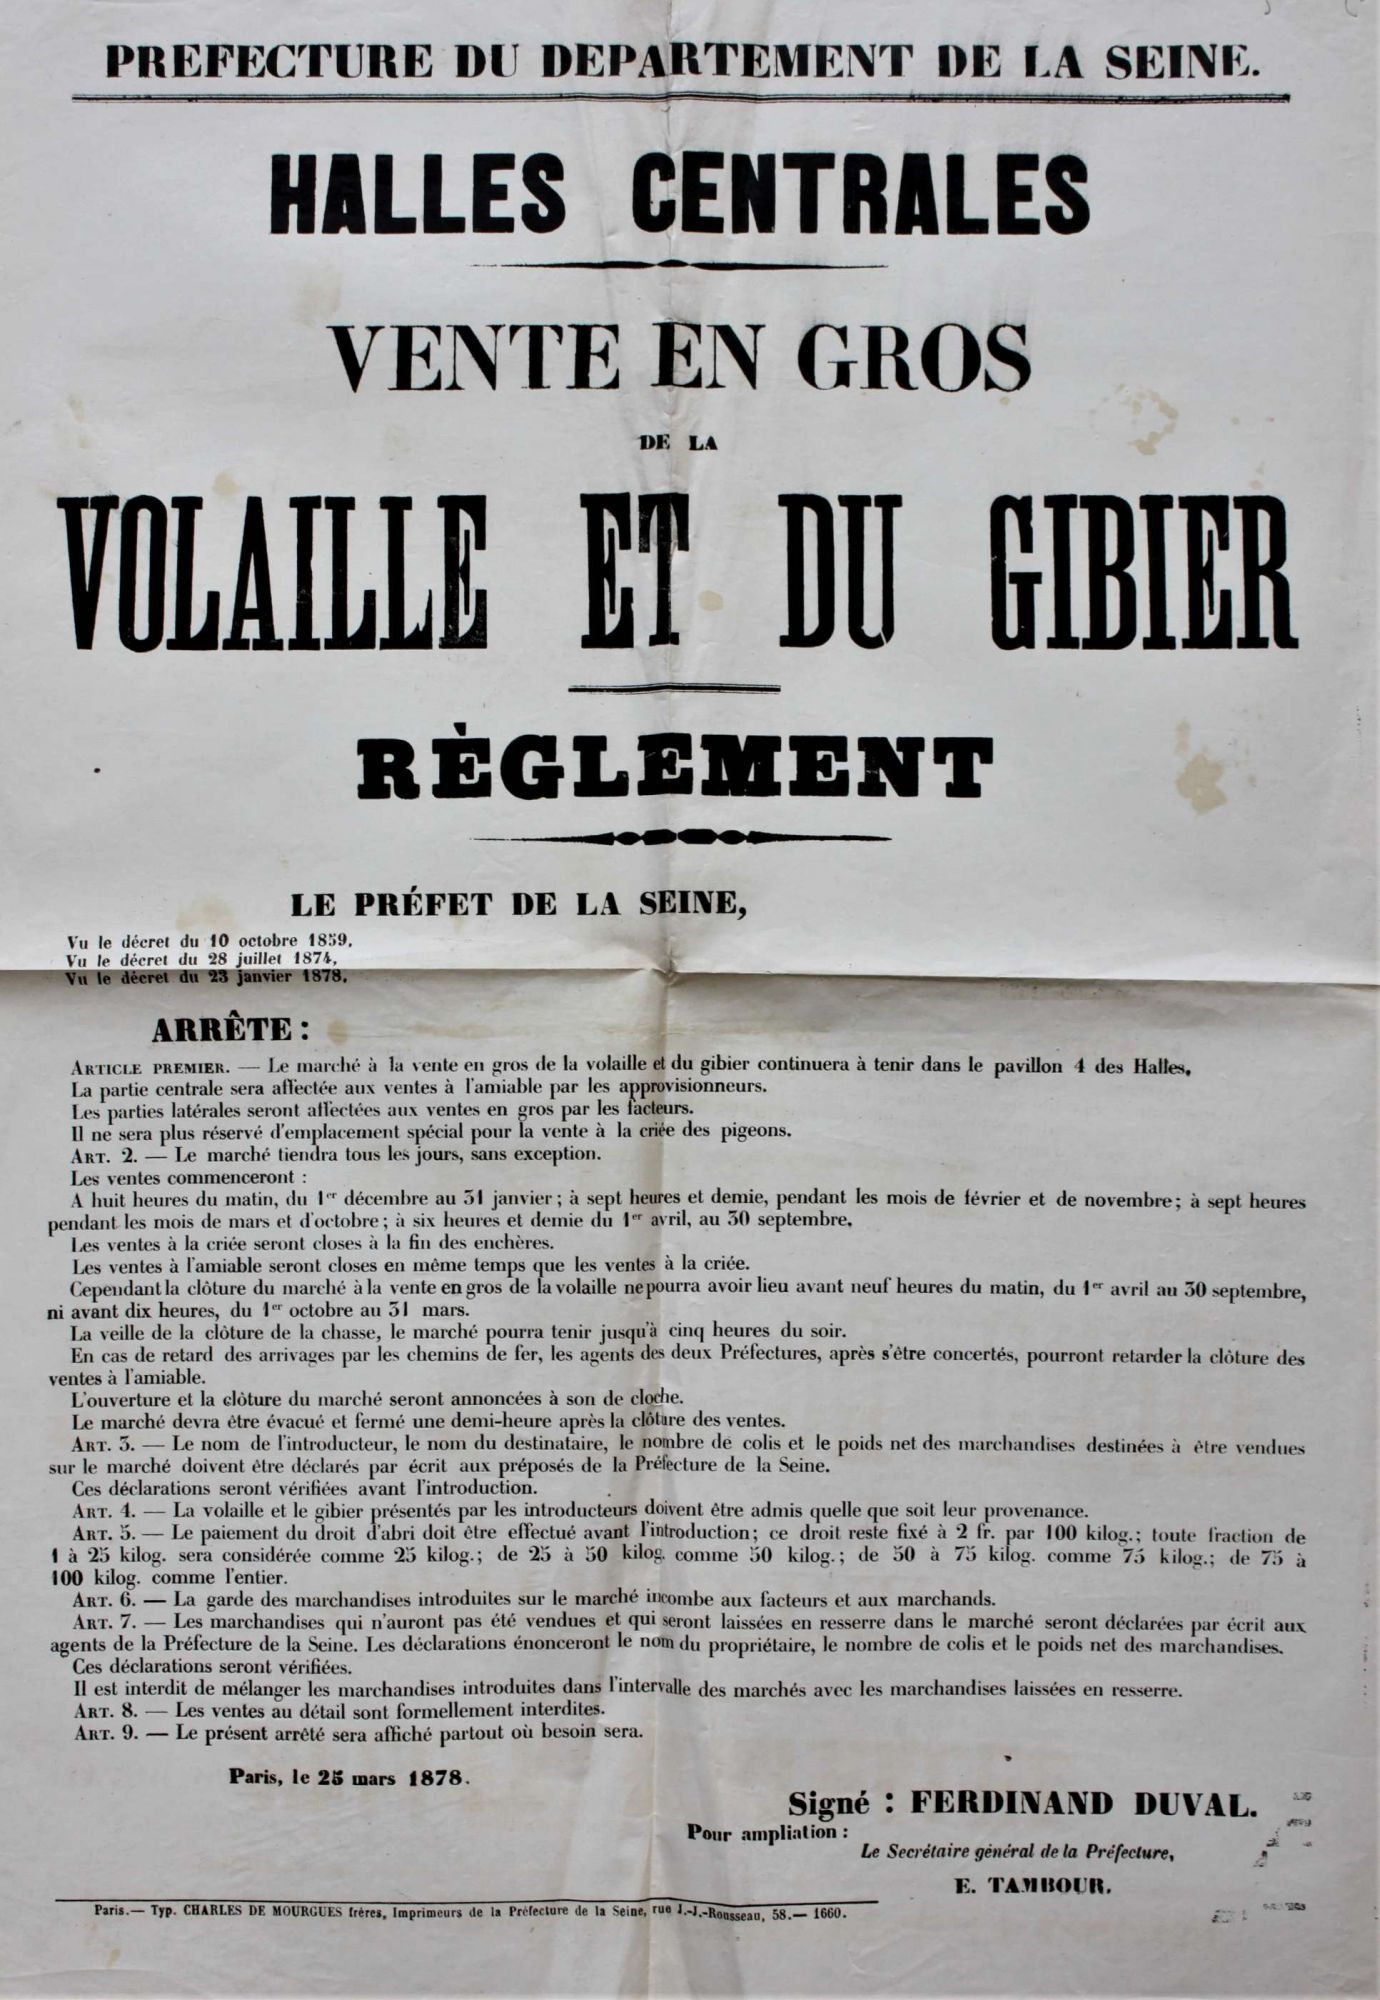 PREFECTURE DU DEPARTEMENT DE LA SEINE.
HALLES CENTRALES
VENTE EN GROS
DE LA
VOLAILLE ET DU GIBIER
RÈGLEMENT
LE PRÉFET DE LA SEINE,
Vu le décret du 10 octobre 1859,
Vu le décret du 28 juillet 1874,
Vu le décret du 23 janvier 1878,
ARRÊTE :
ARTICLE PREMIER. — Le marché à la vente en gros de la volaille et du gibier continuera à tenir dans le pavillon 4 des Halles,
La partie centrale sera affectée aux ventes à l'amiable par les approvisionneurs.
Les parties latérales seront affectées aux ventes en gros par les facteurs.
Il ne sera plus réservé d'emplacement spécial pour la vente à la criée des pigeons.
ART. 2. — Le marché tiendra tous les jours, sans exception.
Les ventes commenceront :
A huit heures du matin, du 1er décembre au 31 janvier ; à sept heures et demie, pendant les mois de février et de novembre ; à sept heures
pendant les mois de mars et d'octobre ; à six heures et demie du 1er avril, au 30 septembre.
Les ventes à la criée seront closes à la fin des enchères.
Les ventes à l'amiable seront closes en même temps que les ventes à la criée.
Cependant la clôture du marché à la vente en gros de la volaille ne pourra avoir lieu avant neuf heures du matin, du 1er avril au 30 septembre,
ni avant dix heures, du 1er octobre au 31 mars.
La veille de la clôture de la chasse, le marché pourra tenir jusqu'à cinq heures du soir.
En cas de retard des arrivages par les chemins de fer, les agents des deux Préfectures, après s'être concertés, pourront retarder la clôture des
ventes à l'amiable.
L'ouverture et la clôture du marché seront annoncées à son de cloche.
Le marché devra être évacué et fermé une demi-heure après la clôture des ventes.
ART. 3. — Le nom de l'introducteur, le nom du destinataire, le nombre de colis et le poids net des marchandises destinées à être vendues
sur le marché doivent être déclarés par écrit aux préposés de la Préfecture de la Seine.
Ces déclarations seront vérifiées avant l'introduction.
ART. 4. — La volaille et le gibier présentés par les introducteurs doivent être admis quelle que soit leur provenance.
ART. 5. — Le paiement du droit d'abri doit être effectué avant l'introduction ; ce droit reste fixé à 2 fr. par 100 kilog. ; toute fraction de
1 à 25 kilog. sera considérée comme 25 kilog. ; de 25 à 50 kilog. comme 50 kilog. ; de 50 à 75 kilog. comme 75 kilog. ; de 75 à
100 kilog. comme l'entier.
ART. 6. — La garde des marchandises introduites sur le marché incombe aux facteurs et aux marchands.
ART. 7. — Les marchandises qui n'auront pas été vendues et qui seront laissées en resserre dans le marché seront déclarées par écrit aux
agents de la Préfecture de la Seine. Les déclarations énonceront le nom du propriétaire, le nombre de colis et le poids net des marchandises.
Ces déclarations seront vérifiées.
Il est interdit de mélanger les marchandises introduites dans l'intervalle des marchés avec les marchandises laissées en resserre.
ART. 8. — Les ventes au détail sont formellement interdites.
ART. 9. — Le présent arrêté sera affiché partout où besoin sera.
Paris, le 25 mars 1878.
Signé : FERDINAND DUVAL.
Pour ampliation :
Le Secrétaire général de la Préfecture,
E. TAMBOUR.
Paris.— Typ. CHARLES DE MOURGUES frères, Imprimeurs de la Préfecture de la Seine, rue J.-J.-Rousseau, 58.— 1660.